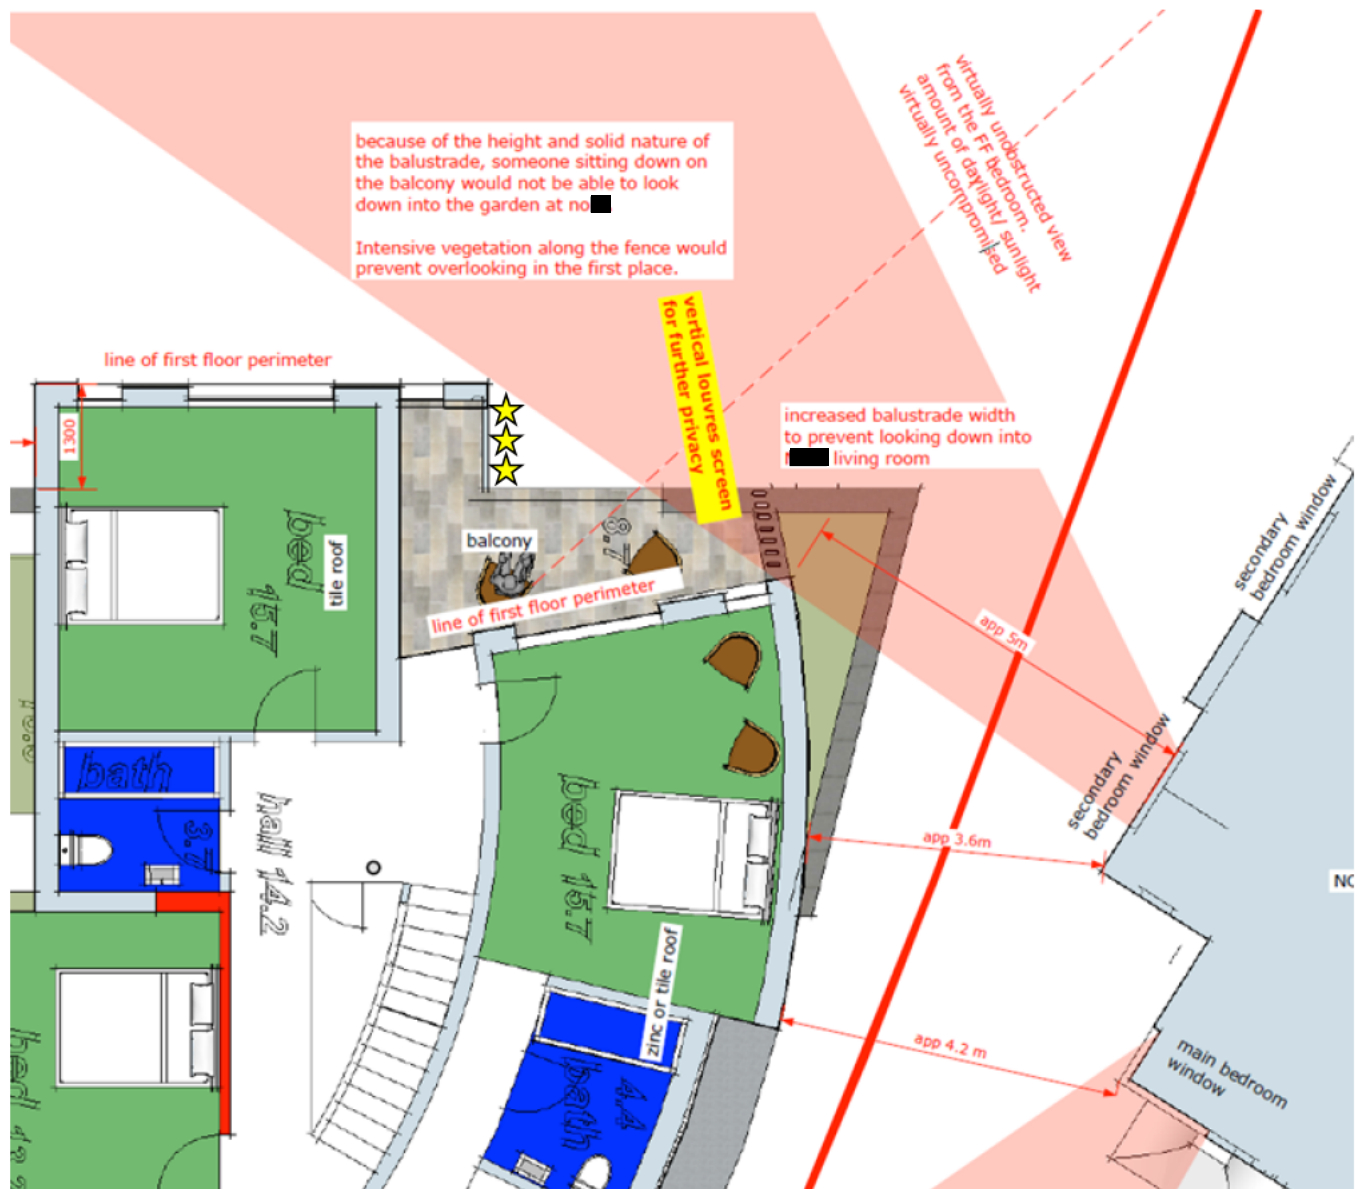 virtually unobstructed view
from the FF bedroom.
amount of daylight/ sunlight
virtually uncompromised
because of the height and solid nature of
the balustrade, someone sitting down on
the balcony would not be able to look
down into the garden at no
Intensive vegetation along the fence would
prevent overlooking in the first place.
vertical louvres screen
for further privacy
line of first floor perimeter
increased balustrade width
to prevent looking down into
living room
1300
bed
15.7
tile roof
balcony
8.7
line of first floor perimeter
secondary
bedroom window
app 5m
secondary
bedroom window
bath
3.7
hall 14.2
bed 15.7
app 3.6m
NO
zinc or tile roof
app 4.2 m
main bedroom
window
bath
4.4
bed